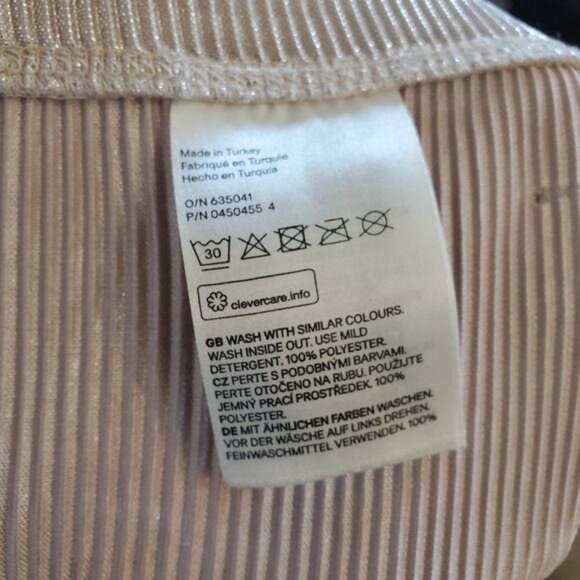 Made in Turkey
Fabriqué en Turquie
Hecho en Turquía
O/N 635041
P/N 0450455 4
30
clevercare.info
GB WASH WITH SIMILAR COLOURS.
WASH INSIDE OUT. USE MILD
DETERGENT. 100% POLYESTER.
CZ PERTE S PODOBNÝMI BARVAMI.
PERTE OTOČENO NA RUBU. POUŽIJTE
JEMNÝ PRACÍ PROSTŘEDEK. 100%
POLYESTER.
DE MIT ÄHNLICHEN FARBEN WASCHEN.
VOR DER WÄSCHE AUF LINKS DREHEN.
FEINWASCHMITTEL VERWENDEN. 100%